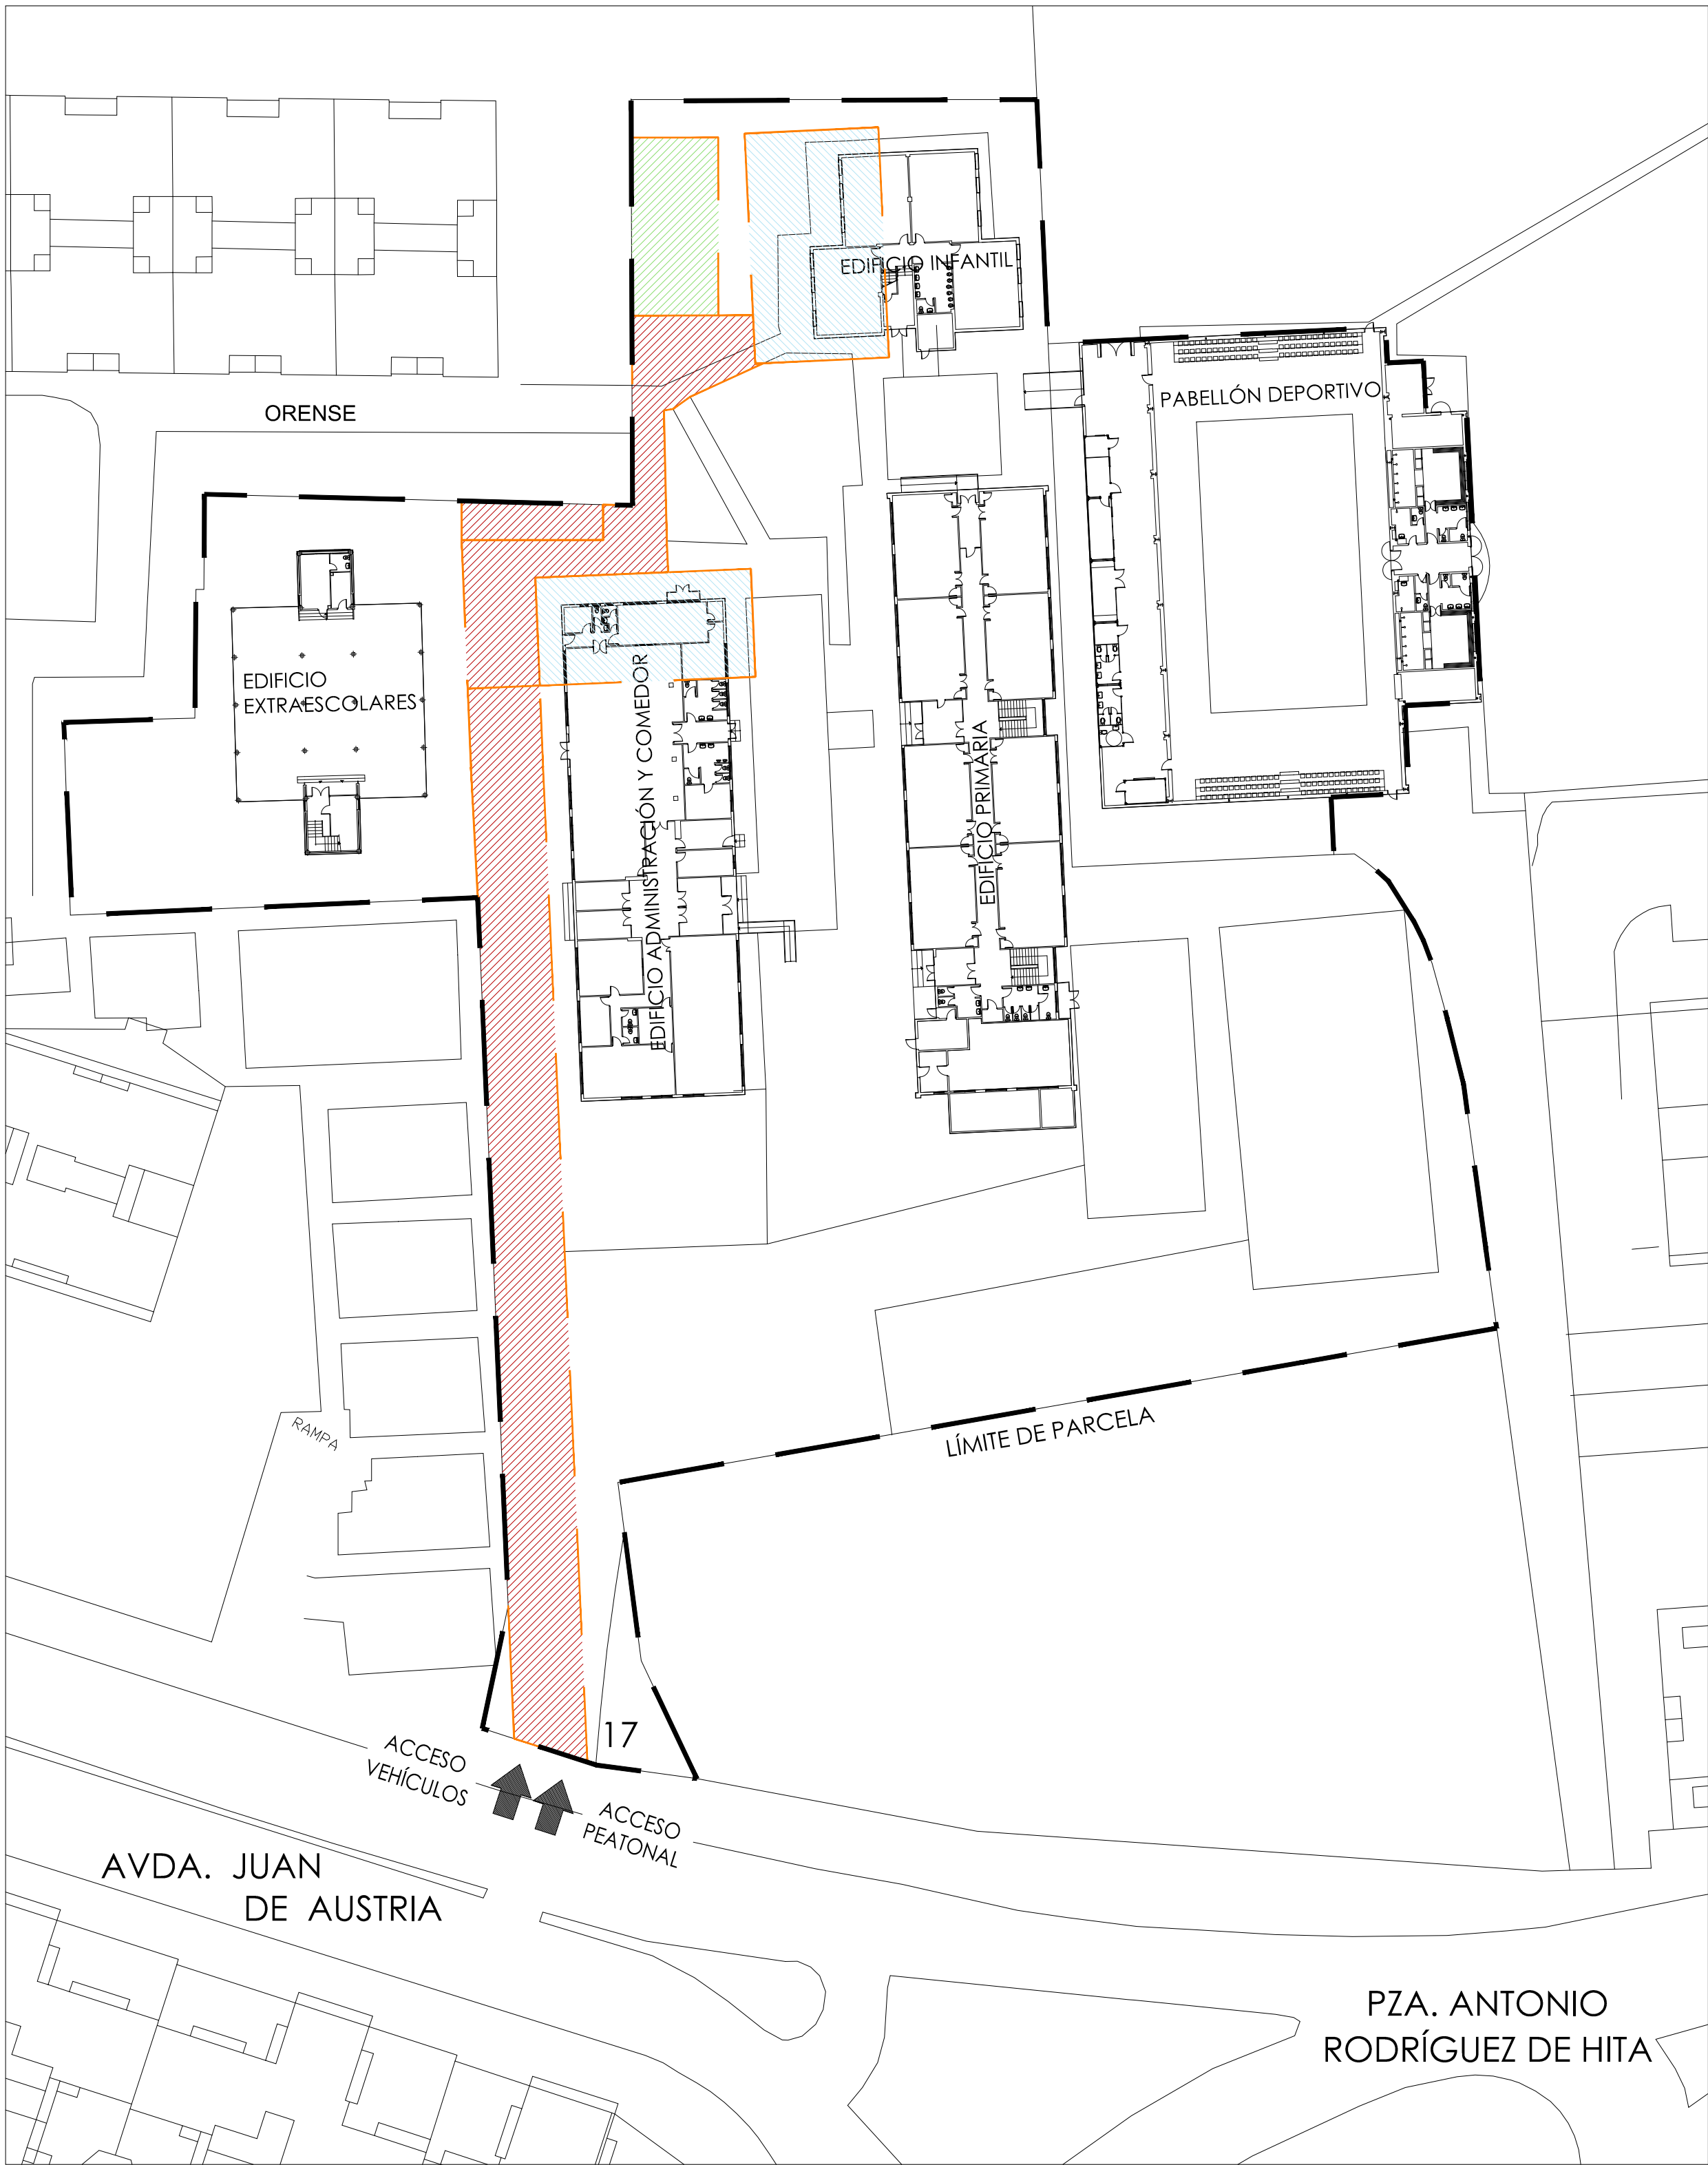 EDIFICIO INFANTIL
PABELLÓN DEPORTIVO
ORENSE
EDIFICIO
EXTRAESCOLARES
EDIFICIO ADMINISTRACIÓN Y COMEDOR
EDIFICIO PRIMARIA
RAMPA
LÍMITE DE PARCELA
17
ACCESO
VEHÍCULOS
ACCESO
PEATONAL
AVDA. JUAN
DE AUSTRIA
PZA. ANTONIO
RODRÍGUEZ DE HITA